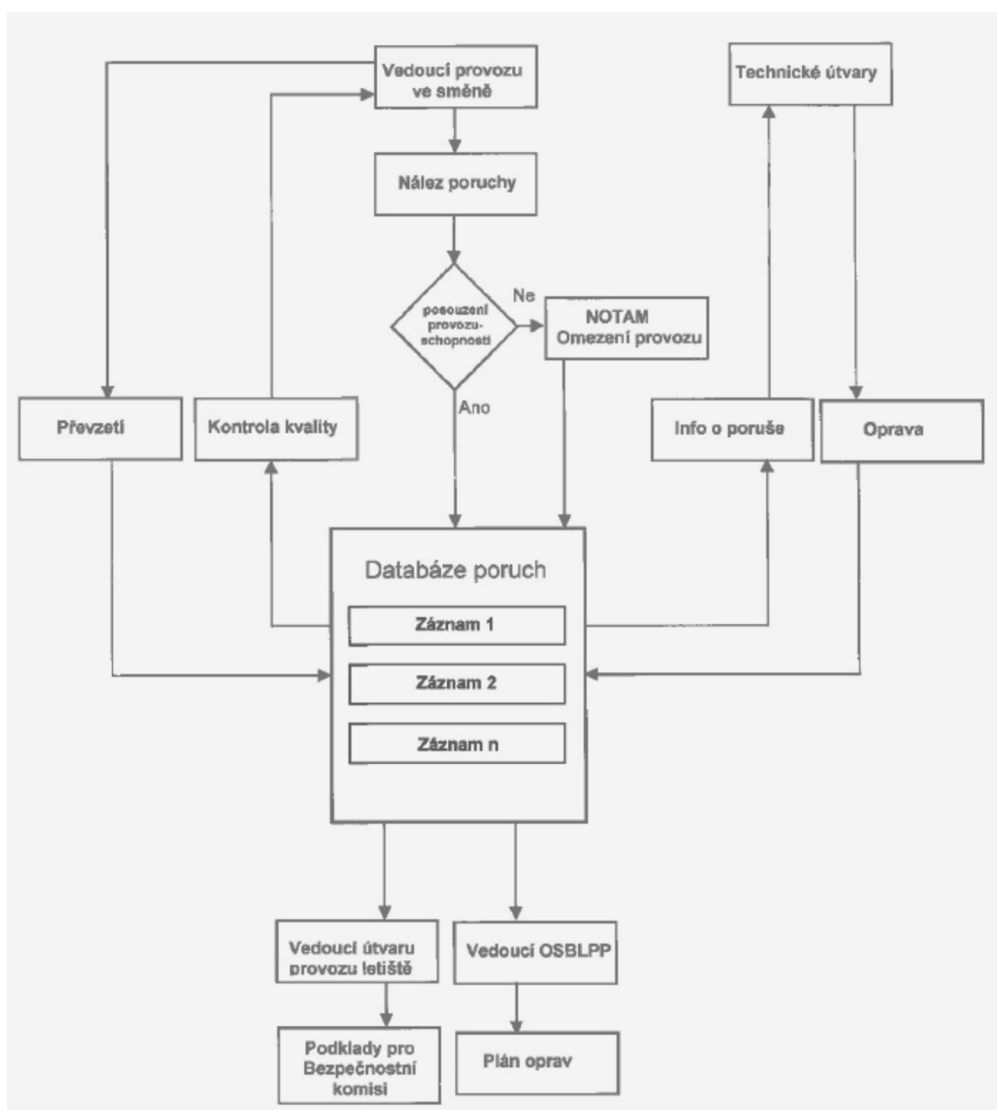 Vedoucí provozu
ve směně
Technické útvary
Nález poruchy
posouzení
provozu-
schopnosti
Ne
NOTAM
Omezení provozu
Ano
Převzetí
Kontrola kvality
Info o poruše
Oprava
Databáze poruch
Záznam 1
Záznam 2
Záznam n
Vedoucí útvaru
provozu letiště
Vedoucí OSBLPP
Podklady pro
Bezpečnostní
komisi
Plán oprav